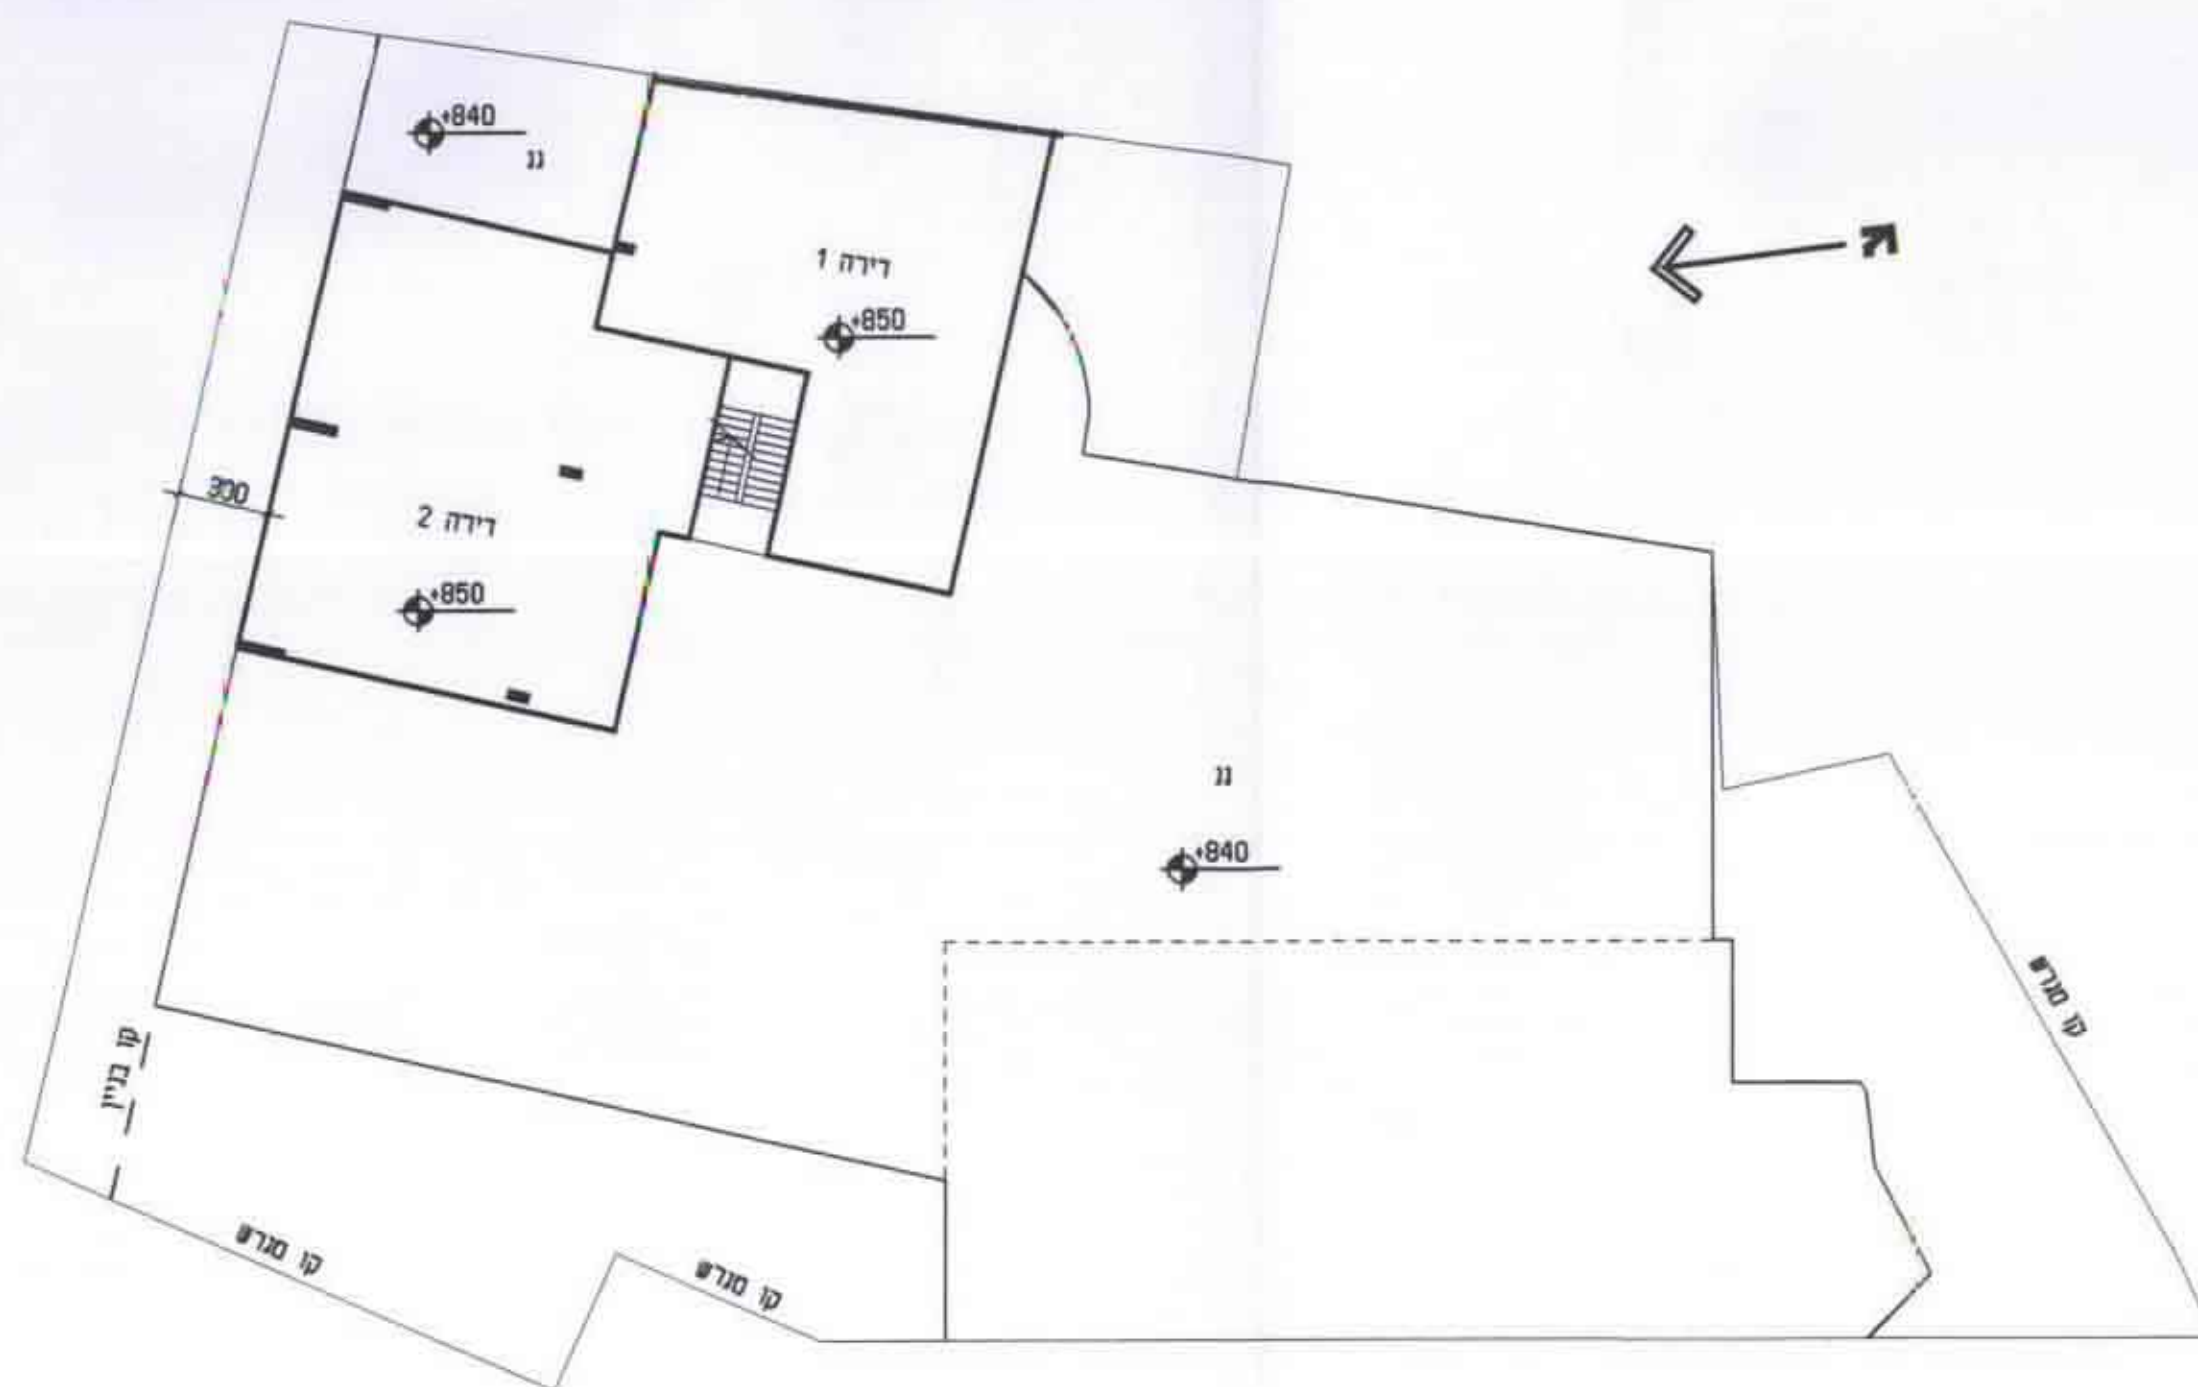 +840
גג
דירה 1
+850
300
דירה 2
+850
גג
+840
קו מגרש
קו בניין
קו מגרש
קו מגרש